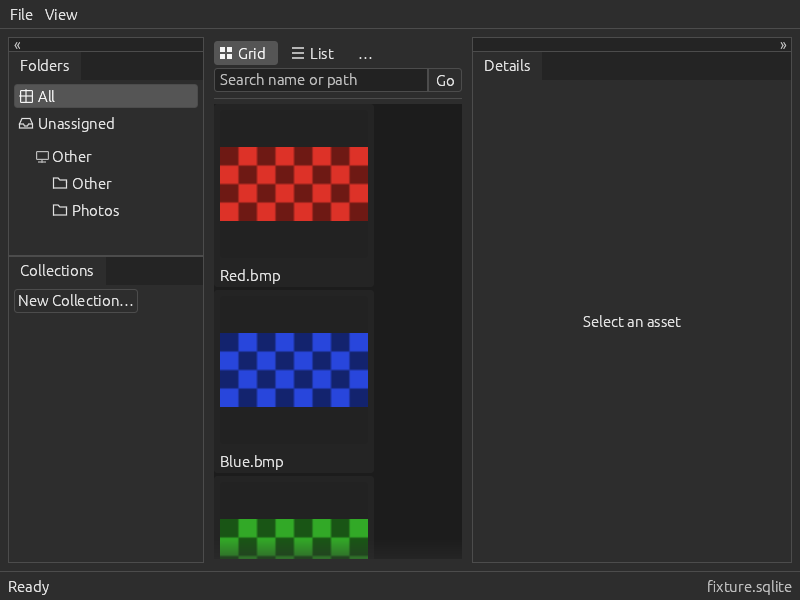 File View
«
Folders
All
Unassigned
Other
Other
Photos
Collections
New Collection…
Grid List …
Search name or path Go
Red.bmp
Blue.bmp
»
Details
Select an asset
Ready
fixture.sqlite